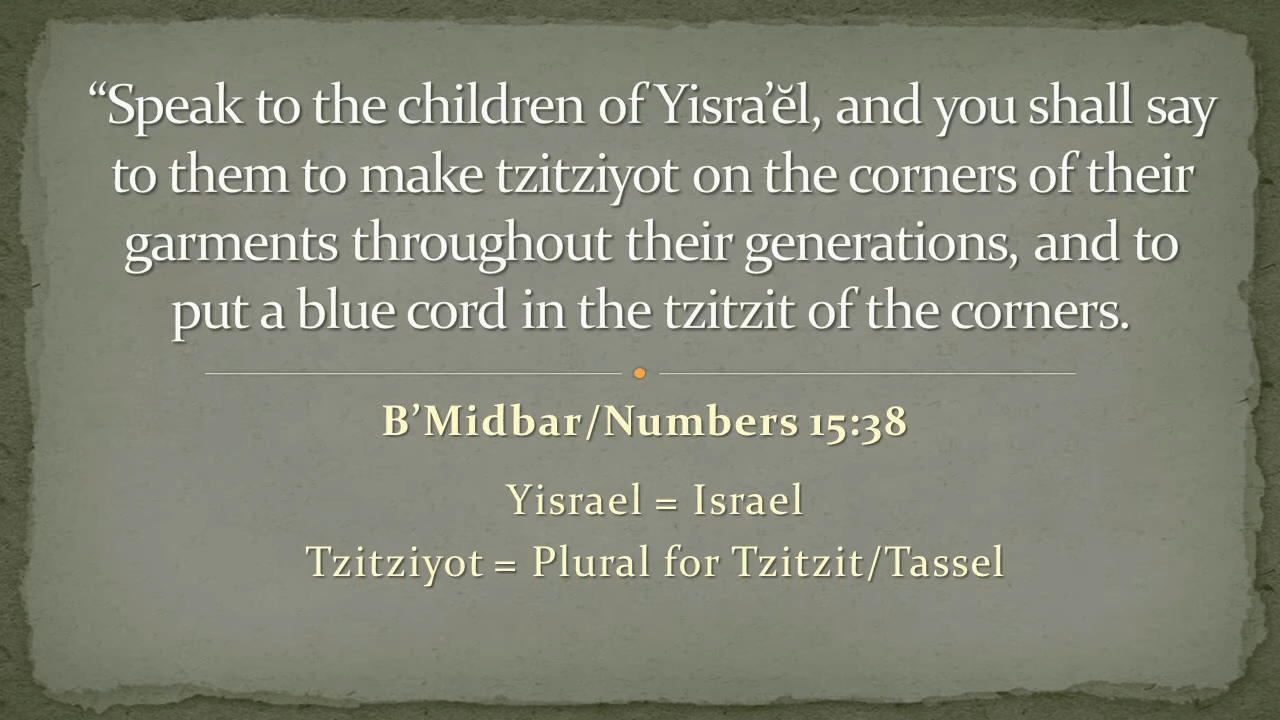 “Speak to the children of Yisra’ĕl, and you shall say
to them to make tzitziyot on the corners of their
garments throughout their generations, and to
put a blue cord in the tzitzit of the corners.
B’Midbar/Numbers 15:38
Yisrael = Israel
Tzitziyot = Plural for Tzitzit/Tassel